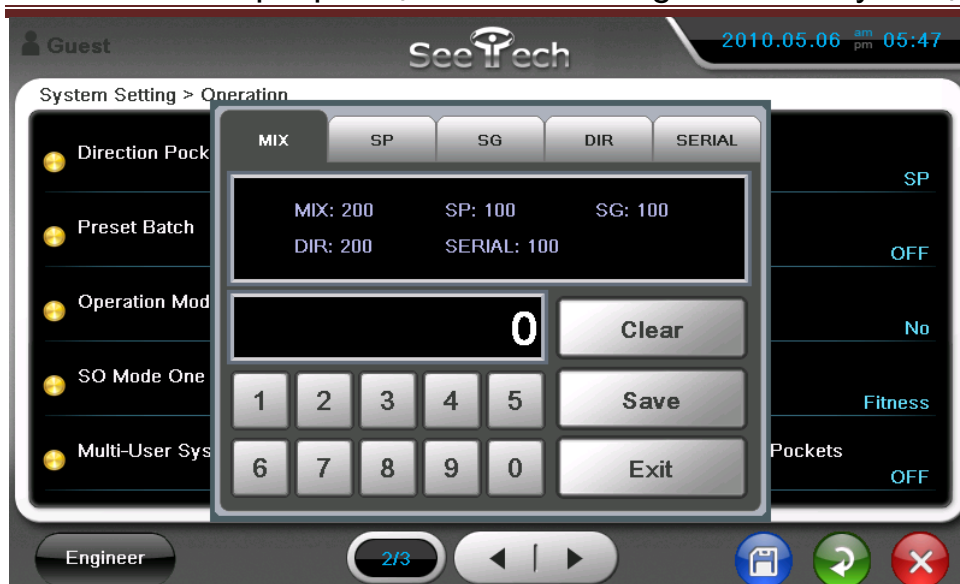 Guest
SeeTech
2010.05.06 am pm 05:47
System Setting > Operation
Direction Pock
SP
Preset Batch
OFF
Operation Mod
No
SO Mode One
Fitness
Multi-User Sys
Pockets
OFF
MIX SP SG DIR SERIAL
MIX: 200 SP: 100 SG: 100
DIR: 200 SERIAL: 100
0
Clear
1 2 3 4 5
Save
6 7 8 9 0
Exit
Engineer
2/3